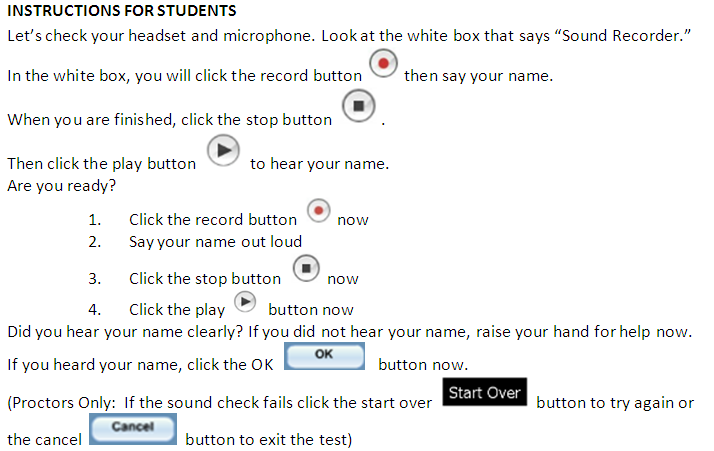 INSTRUCTIONS FOR STUDENTS
Let's check your headset and microphone. Look at the white box that says “Sound Recorder.”
In the white box, you will click the record button then say your name.
When you are finished, click the stop button .
Then click the play button to hear your name.
Are you ready?
1. Click the record button now
2. Say your name out loud
3. Click the stop button now
4. Click the play button now
Did you hear your name clearly? If you did not hear your name, raise your hand for help now.
If you heard your name, click the OK OK button now.
(Proctors Only: If the sound check fails click the start over Start Over button to try again or
the cancel Cancel button to exit the test)